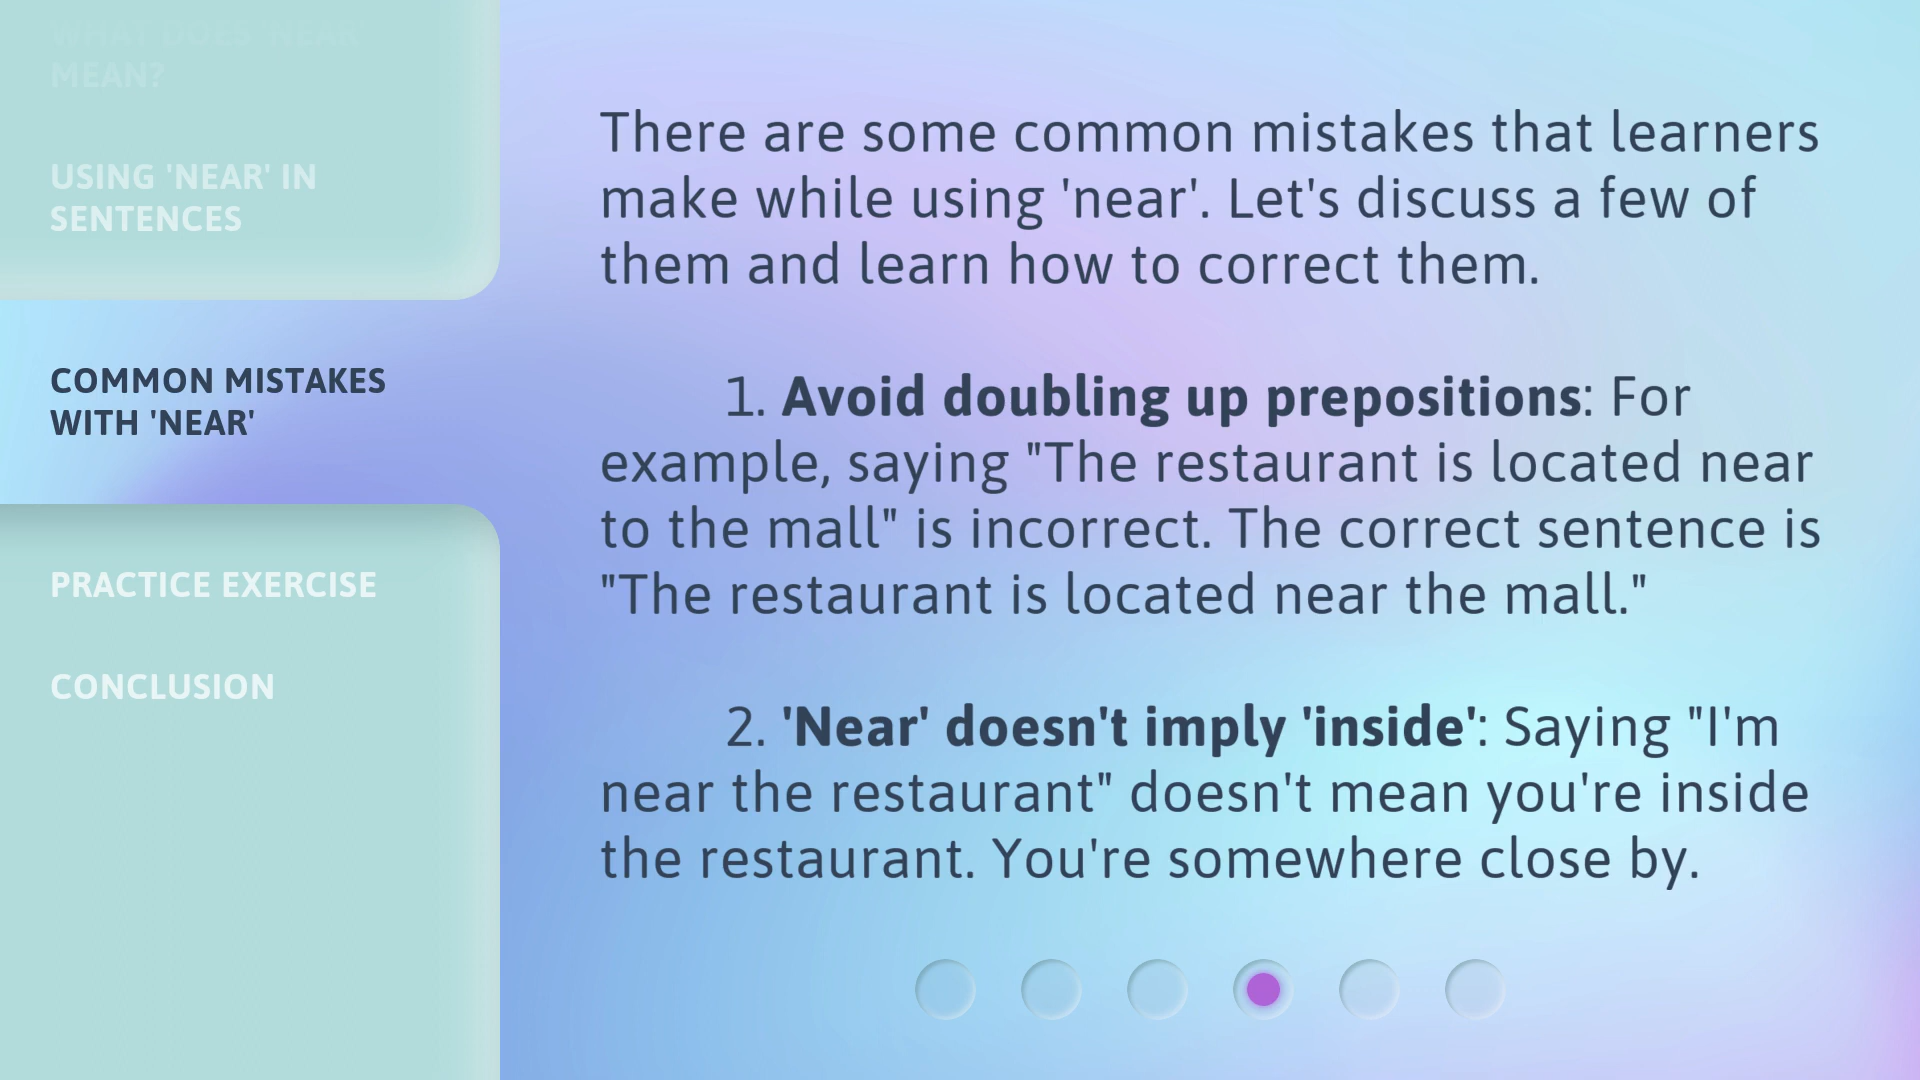 WHAT DOES 'NEAR'
MEAN?
USING 'NEAR' IN
SENTENCES
COMMON MISTAKES
WITH 'NEAR'
PRACTICE EXERCISE
CONCLUSION
There are some common mistakes that learners
make while using 'near'. Let's discuss a few of
them and learn how to correct them.
1. Avoid doubling up prepositions: For
example, saying "The restaurant is located near
to the mall" is incorrect. The correct sentence is
"The restaurant is located near the mall."
2. 'Near' doesn't imply 'inside': Saying "I'm
near the restaurant" doesn't mean you're inside
the restaurant. You're somewhere close by.